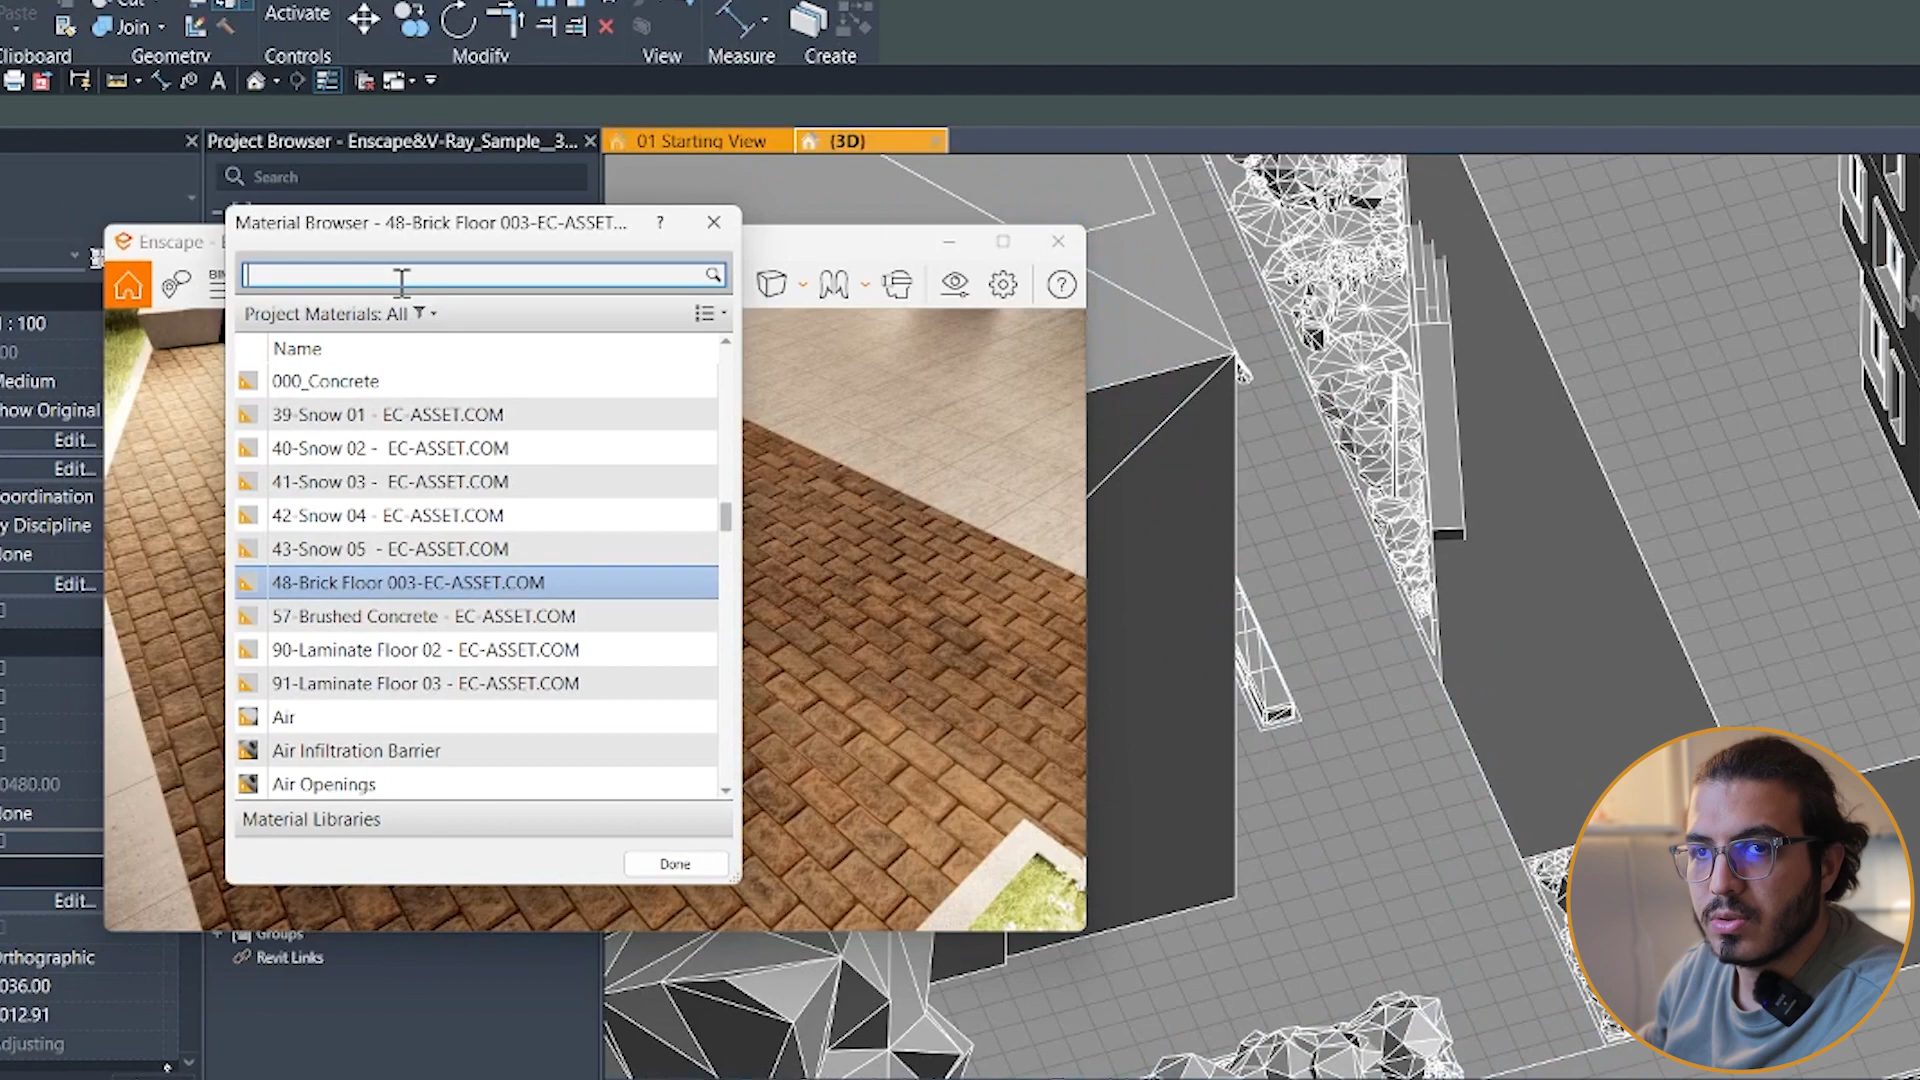 Activate
Join
Clipboard
Geometry
Controls
Modify
View
Measure
Create
Project Browser - Enscape&V-Ray_Sample__3...
01 Starting View
(3D)
Search
Material Browser - 48-Brick Floor 003-EC-ASSET...
?
Enscape -
Project Materials: All
Name
000_Concrete
39-Snow 01 - EC-ASSET.COM
40-Snow 02 - EC-ASSET.COM
41-Snow 03 - EC-ASSET.COM
42-Snow 04 - EC-ASSET.COM
43-Snow 05 - EC-ASSET.COM
48-Brick Floor 003-EC-ASSET.COM
57-Brushed Concrete - EC-ASSET.COM
90-Laminate Floor 02 - EC-ASSET.COM
91-Laminate Floor 03 - EC-ASSET.COM
Air
Air Infiltration Barrier
Air Openings
Material Libraries
Done
: 100
Medium
how Original
Edit...
Edit...
oordination
y Discipline
lone
Edit...
0480.00
lone
Edit...
rthographic
036.00
012.91
djusting
Groups
Revit Links